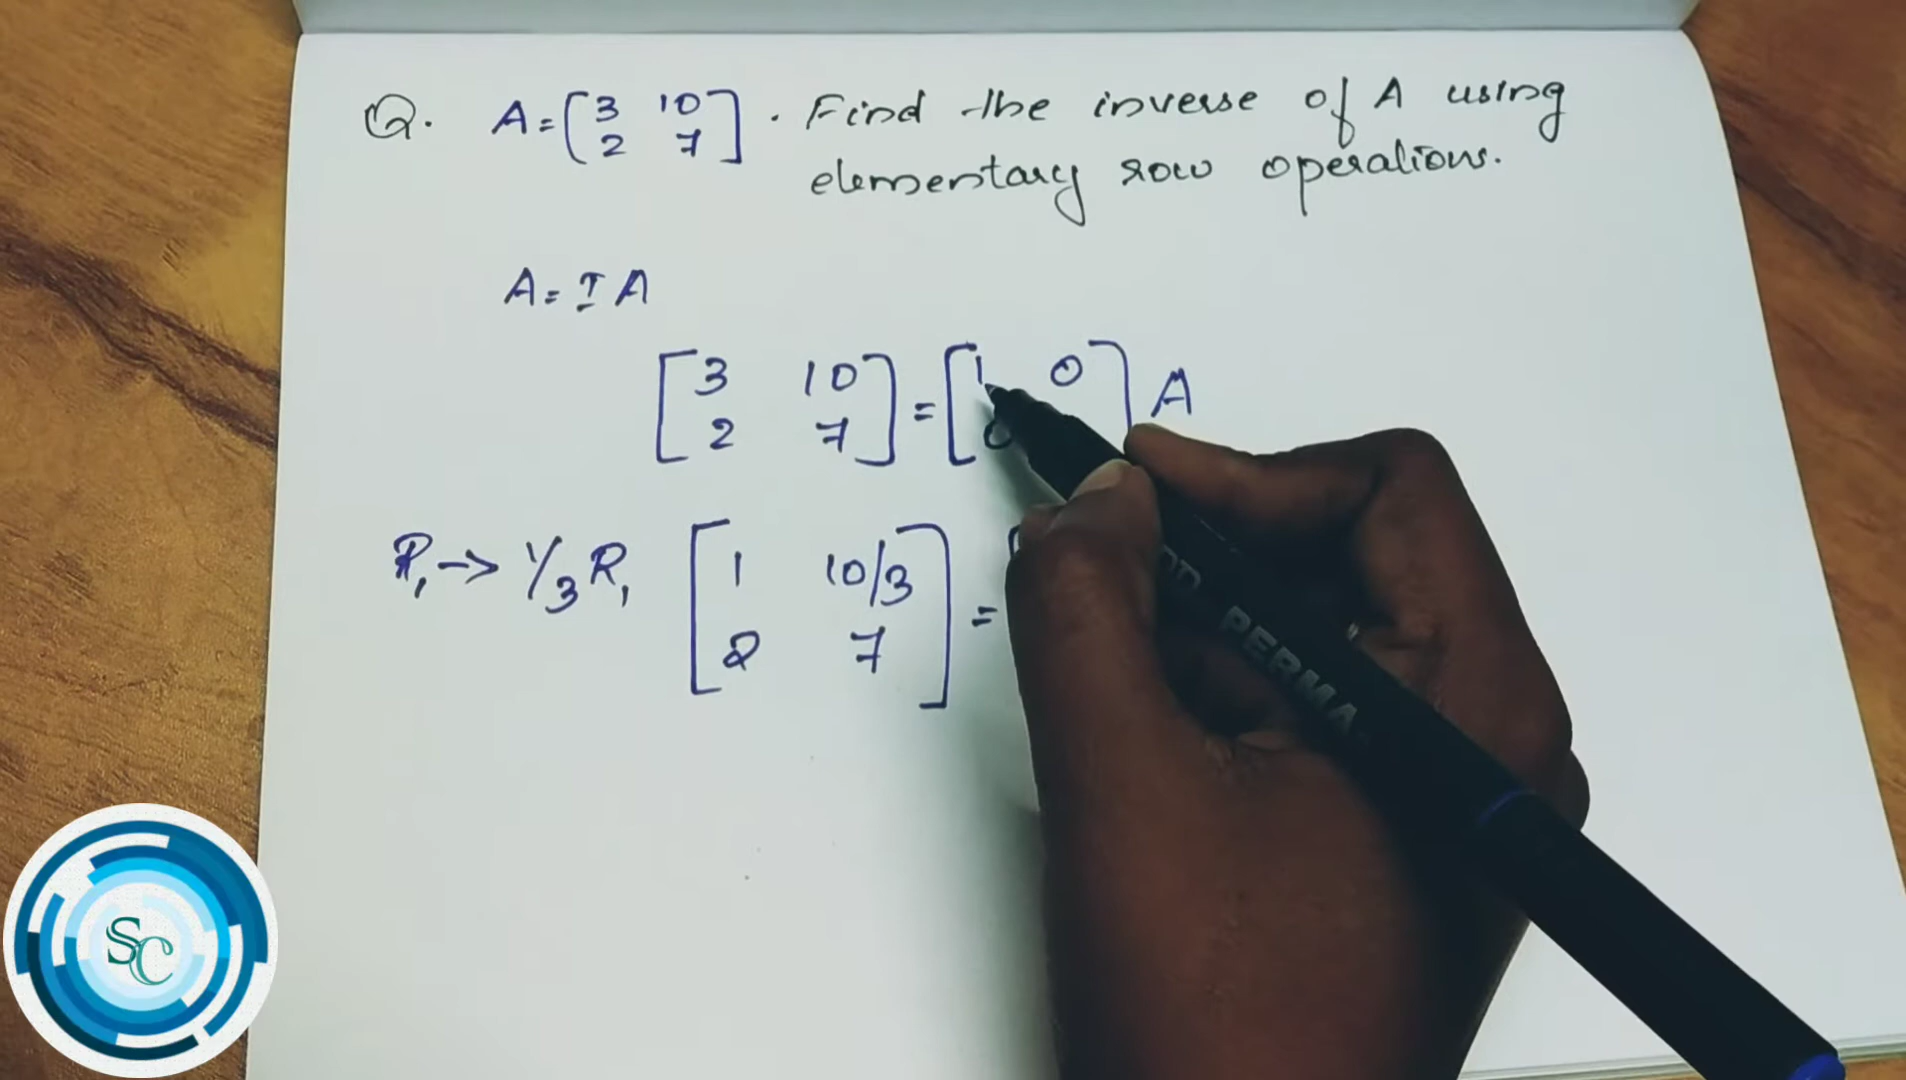 Q. A = [3 10] . Find the inverse of A using
[2 7] elementary row operations.
A = I A
[3 10] = [1 0] A
[2 7] [0
R₁ → 1/3 R₁ [1 10/3] = [
[2 7]
PERMA
SC